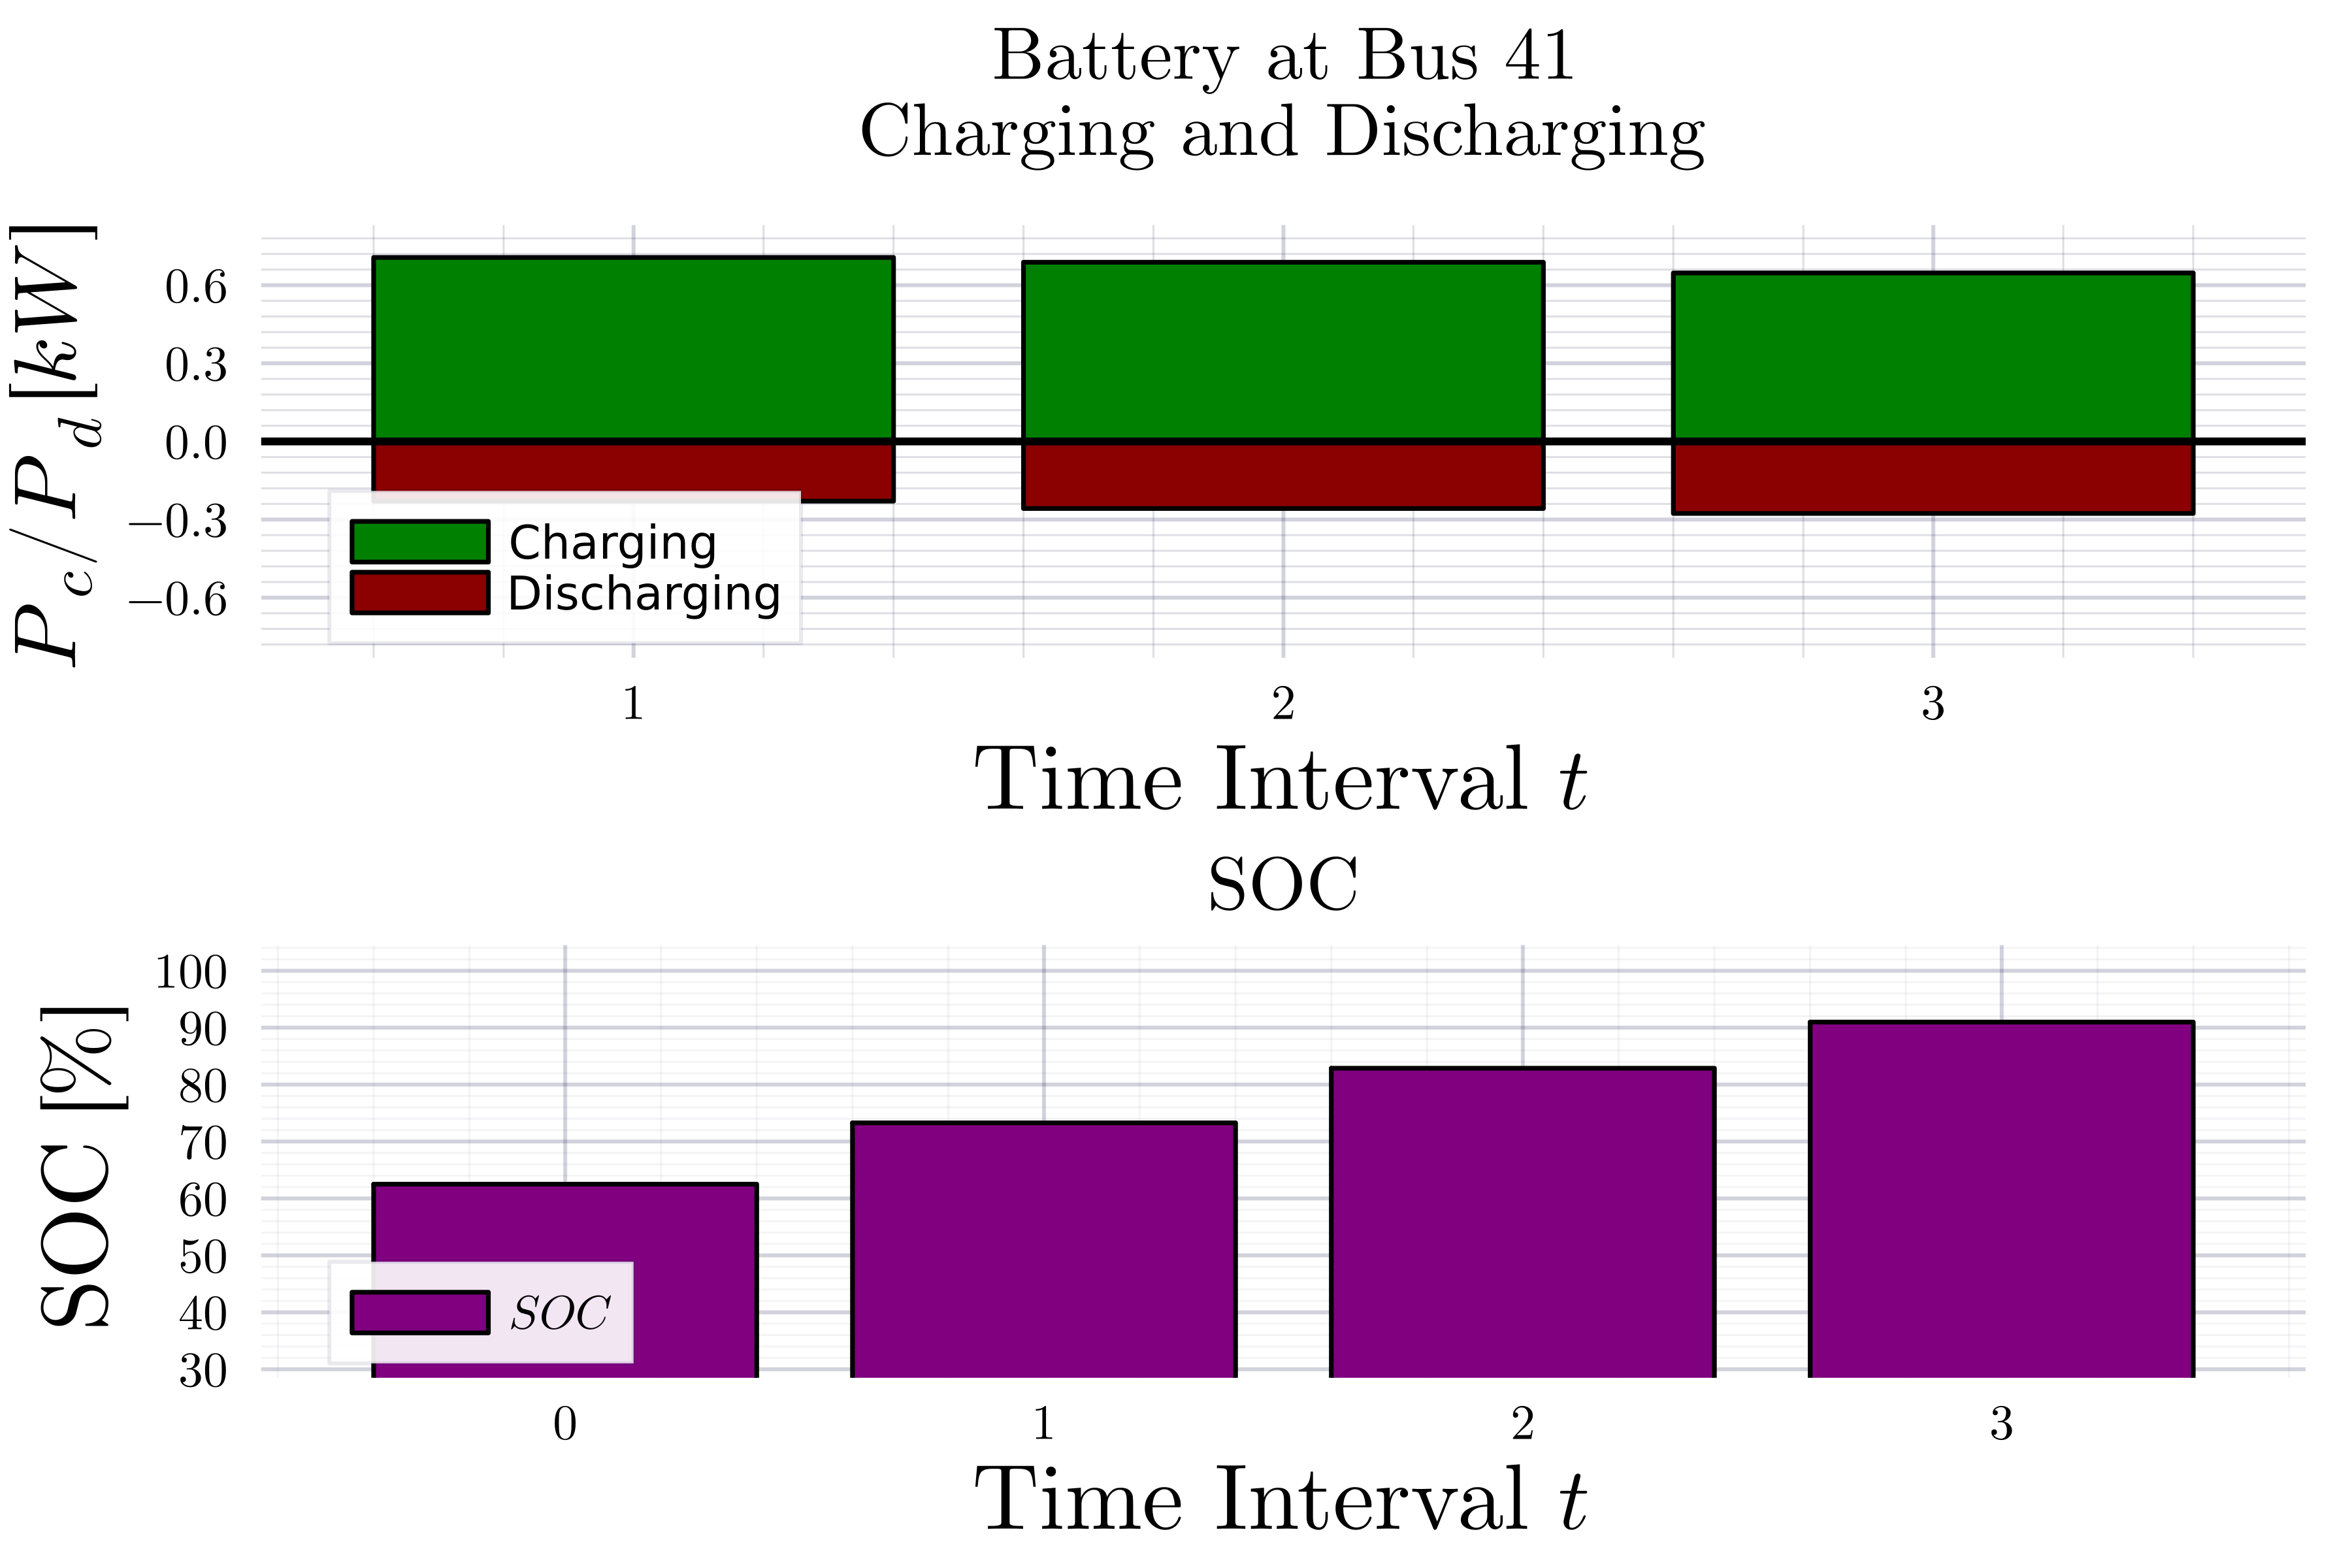 Battery at Bus 41
Charging and Discharging
P_c/P_d [kW]
0.6
0.3
0.0
−0.3
−0.6
Charging
Discharging
1 2 3
Time Interval t
SOC
SOC [%]
100
90
80
70
60
50
40
30
SOC
0 1 2 3
Time Interval t